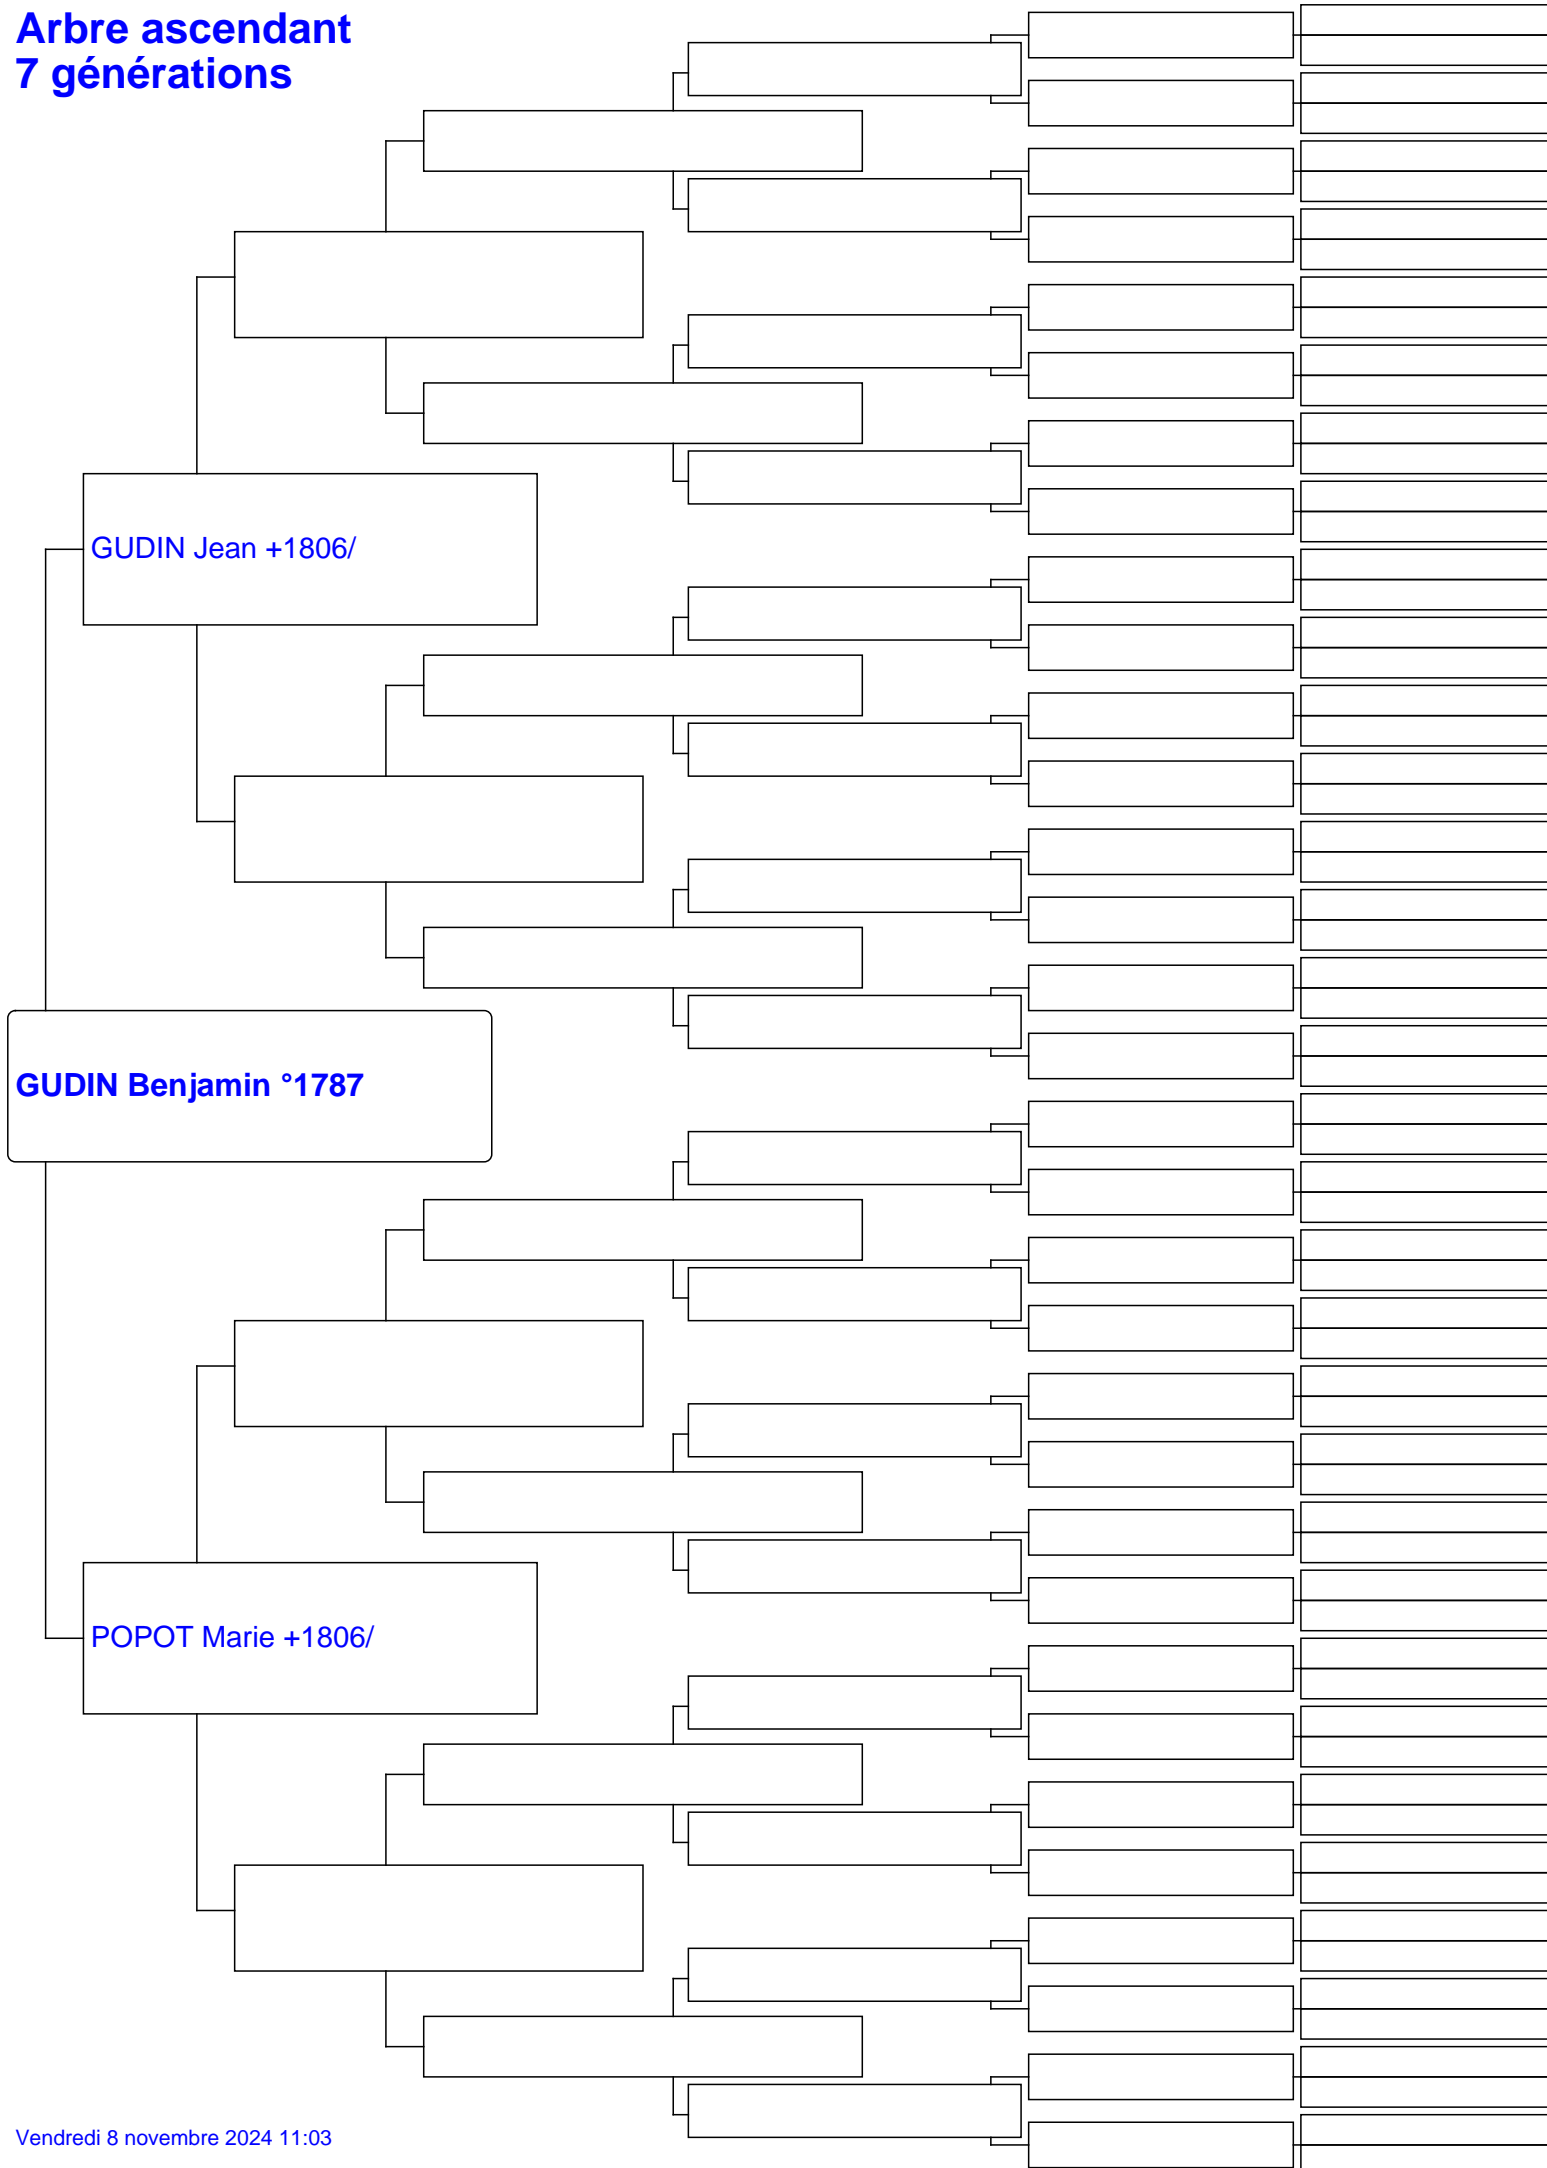 Arbre ascendant
7 générations
GUDIN Jean +1806/
GUDIN Benjamin °1787
POPOT Marie +1806/
Vendredi 8 novembre 2024 11:03